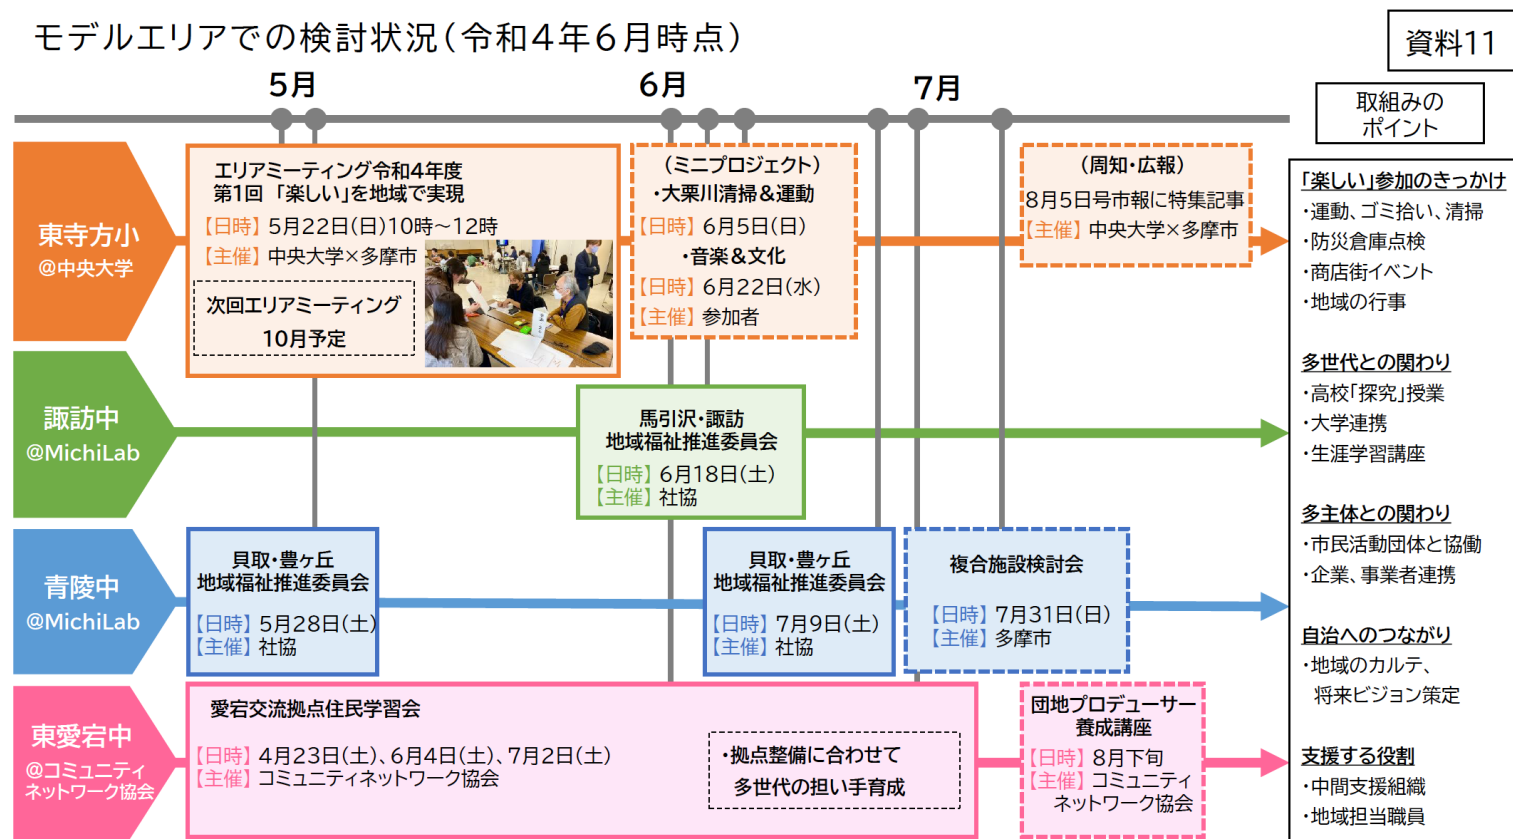 モデルエリアでの検討状況(令和4年6月時点)
資料11
5月
6月
7月
取組みの
ポイント
東寺方小
@中央大学
エリアミーティング令和4年度
第1回 「楽しい」を地域で実現
【日時】 5月22日(日)10時～12時
【主催】 中央大学×多摩市
次回エリアミーティング
10月予定
(ミニプロジェクト)
・大栗川清掃＆運動
【日時】 6月5日(日)
・音楽＆文化
【日時】 6月22日(水)
【主催】 参加者
(周知・広報)
8月5日号市報に特集記事
【主催】 中央大学×多摩市
諏訪中
@MichiLab
馬引沢・諏訪
地域福祉推進委員会
【日時】 6月18日(土)
【主催】 社協
青陵中
@MichiLab
貝取・豊ヶ丘
地域福祉推進委員会
【日時】 5月28日(土)
【主催】 社協
貝取・豊ヶ丘
地域福祉推進委員会
【日時】 7月9日(土)
【主催】 社協
複合施設検討会
【日時】 7月31日(日)
【主催】 多摩市
東愛宕中
@コミュニティ
ネットワーク協会
愛宕交流拠点住民学習会
【日時】 4月23日(土)、6月4日(土)、7月2日(土)
【主催】 コミュニティネットワーク協会
・拠点整備に合わせて
多世代の担い手育成
団地プロデューサー
養成講座
【日時】 8月下旬
【主催】 コミュニティ
ネットワーク協会
「楽しい」参加のきっかけ
・運動、ゴミ拾い、清掃
・防災倉庫点検
・商店街イベント
・地域の行事
多世代との関わり
・高校「探究」授業
・大学連携
・生涯学習講座
多主体との関わり
・市民活動団体と協働
・企業、事業者連携
自治へのつながり
・地域のカルテ、
将来ビジョン策定
支援する役割
・中間支援組織
・地域担当職員